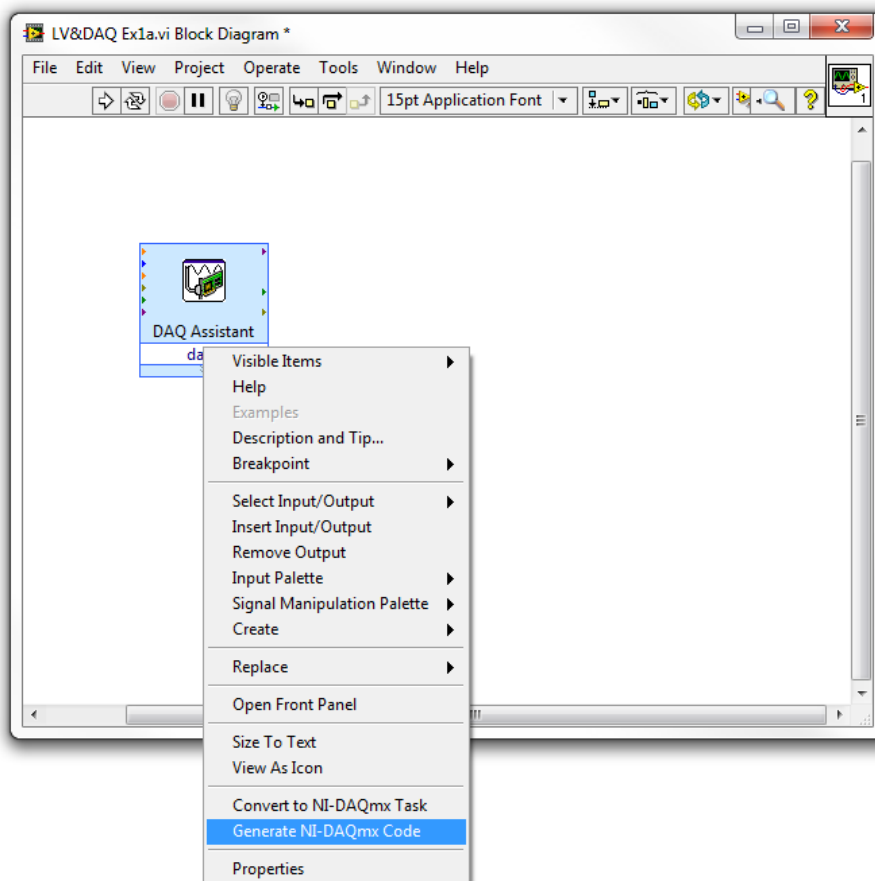 LV&DAQ Ex1a.vi Block Diagram *
File Edit View Project Operate Tools Window Help
15pt Application Font
1
DAQ Assistant
da
Visible Items
Help
Examples
Description and Tip...
Breakpoint
Select Input/Output
Insert Input/Output
Remove Output
Input Palette
Signal Manipulation Palette
Create
Replace
Open Front Panel
Size To Text
View As Icon
Convert to NI-DAQmx Task
Generate NI-DAQmx Code
Properties